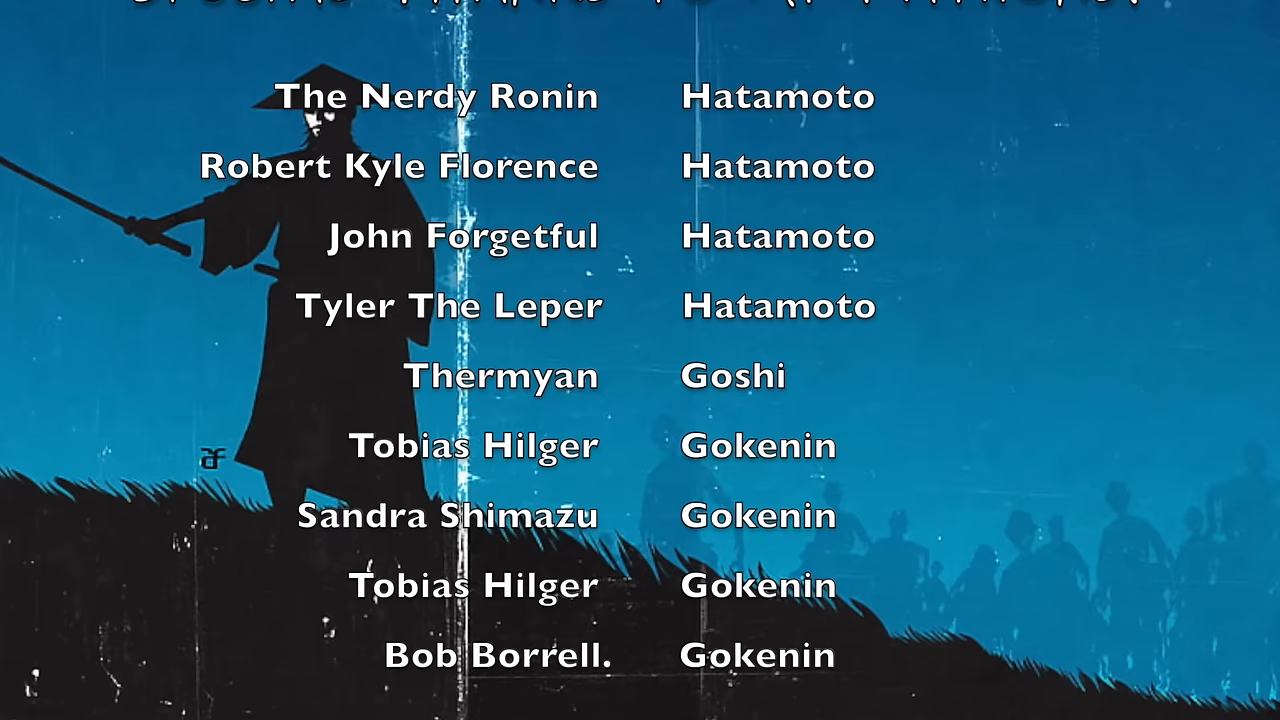 The Nerdy Ronin Hatamoto
Robert Kyle Florence Hatamoto
John Forgetful Hatamoto
Tyler The Leper Hatamoto
Thermyan Goshi
Tobias Hilger Gokenin
Sandra Shimazu Gokenin
Tobias Hilger Gokenin
Bob Borrell. Gokenin